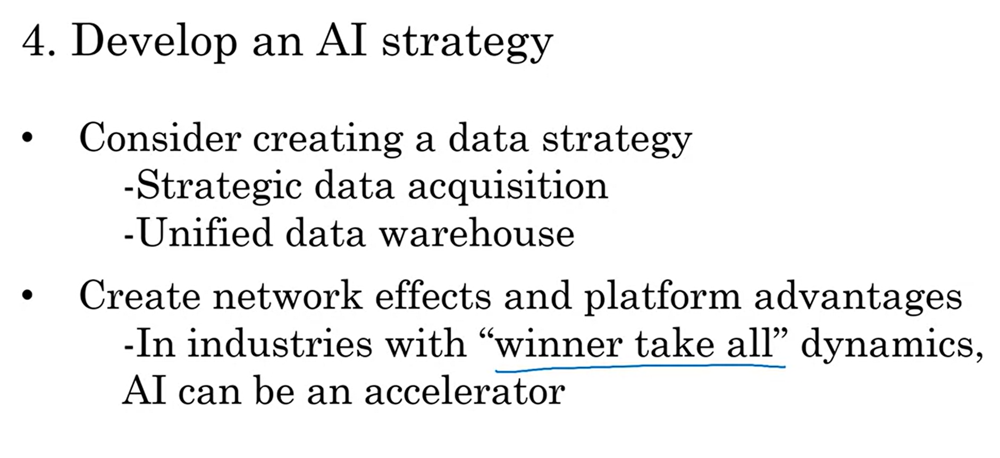 4. Develop an AI strategy
• Consider creating a data strategy
-Strategic data acquisition
-Unified data warehouse
• Create network effects and platform advantages
-In industries with “winner take all” dynamics,
AI can be an accelerator